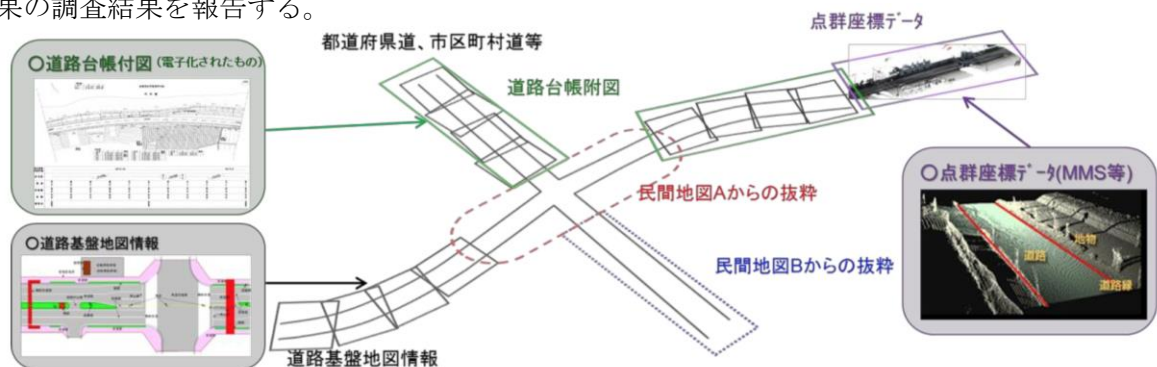 果の調査結果を報告する。
点群座標データ
都道府県道、市区町村道等
○道路台帳付図(電子化されたもの)
道路台帳附図
○点群座標データ(MMS等)
民間地図Aからの抜粋
地物
道路
道路縁
○道路基盤地図情報
民間地図Bからの抜粋
道路基盤地図情報